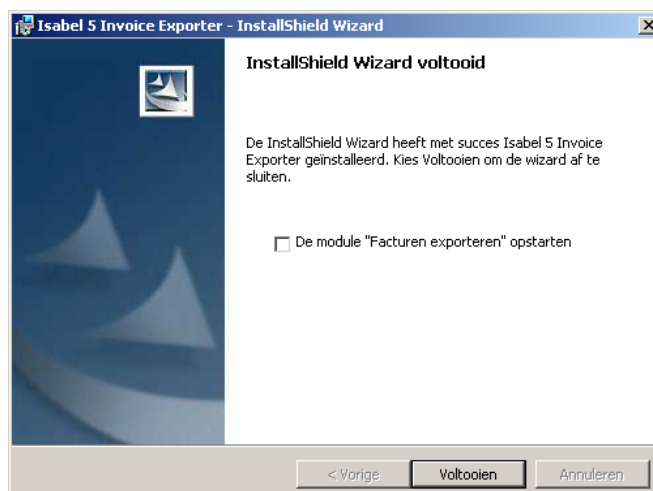 Isabel 5 Invoice Exporter - InstallShield Wizard
InstallShield Wizard voltooid
De InstallShield Wizard heeft met succes Isabel 5 Invoice
Exporter geïnstalleerd. Kies Voltooien om de wizard af te
sluiten.
De module "Facturen exporteren" opstarten
< Vorige
Voltooien
Annuleren